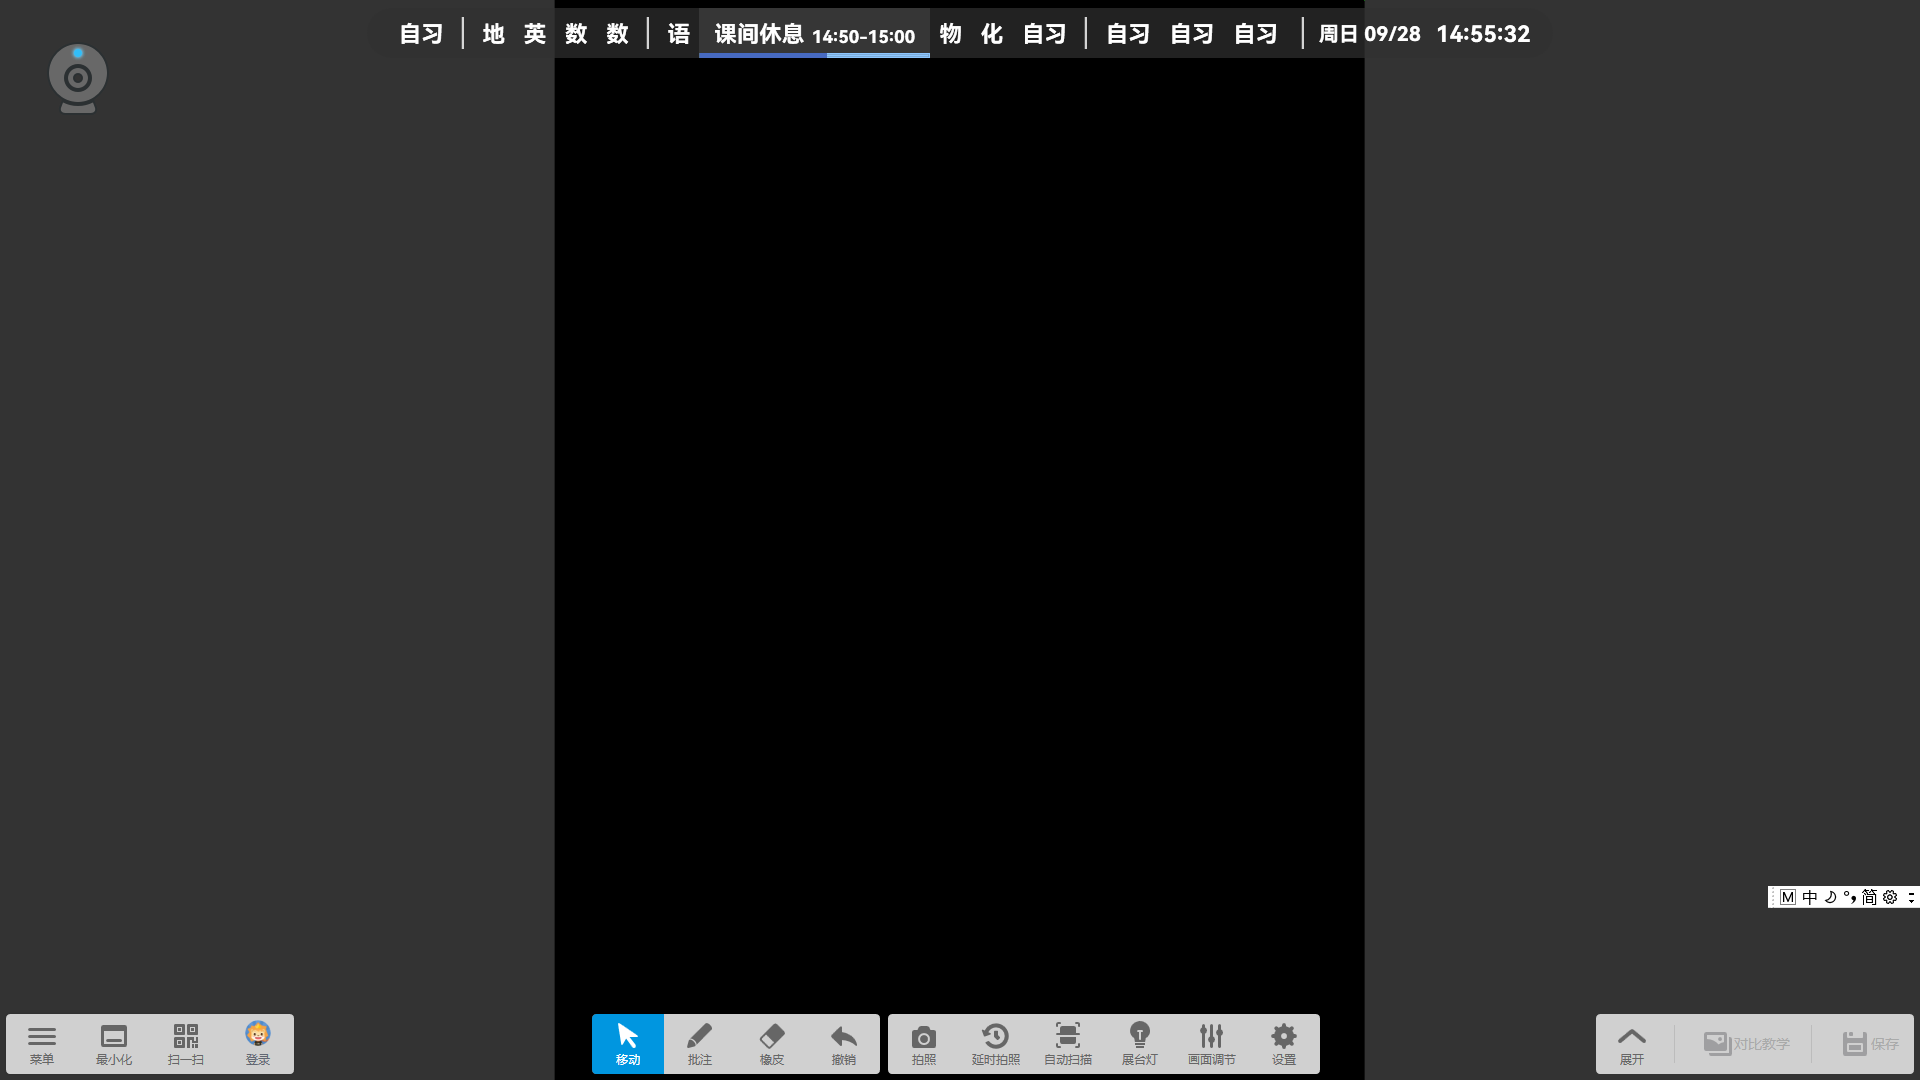 自习 地 英 数 数 语 课间休息 14:50-15:00 物 化 自习 自习 自习 自习 周日 09/28 14:55:32
M 中 简
菜单 最小化 扫一扫 登录 移动 批注 橡皮 撤销 拍照 延时拍照 自动扫描 展台灯 画面调节 设置 展开 对比教学 保存